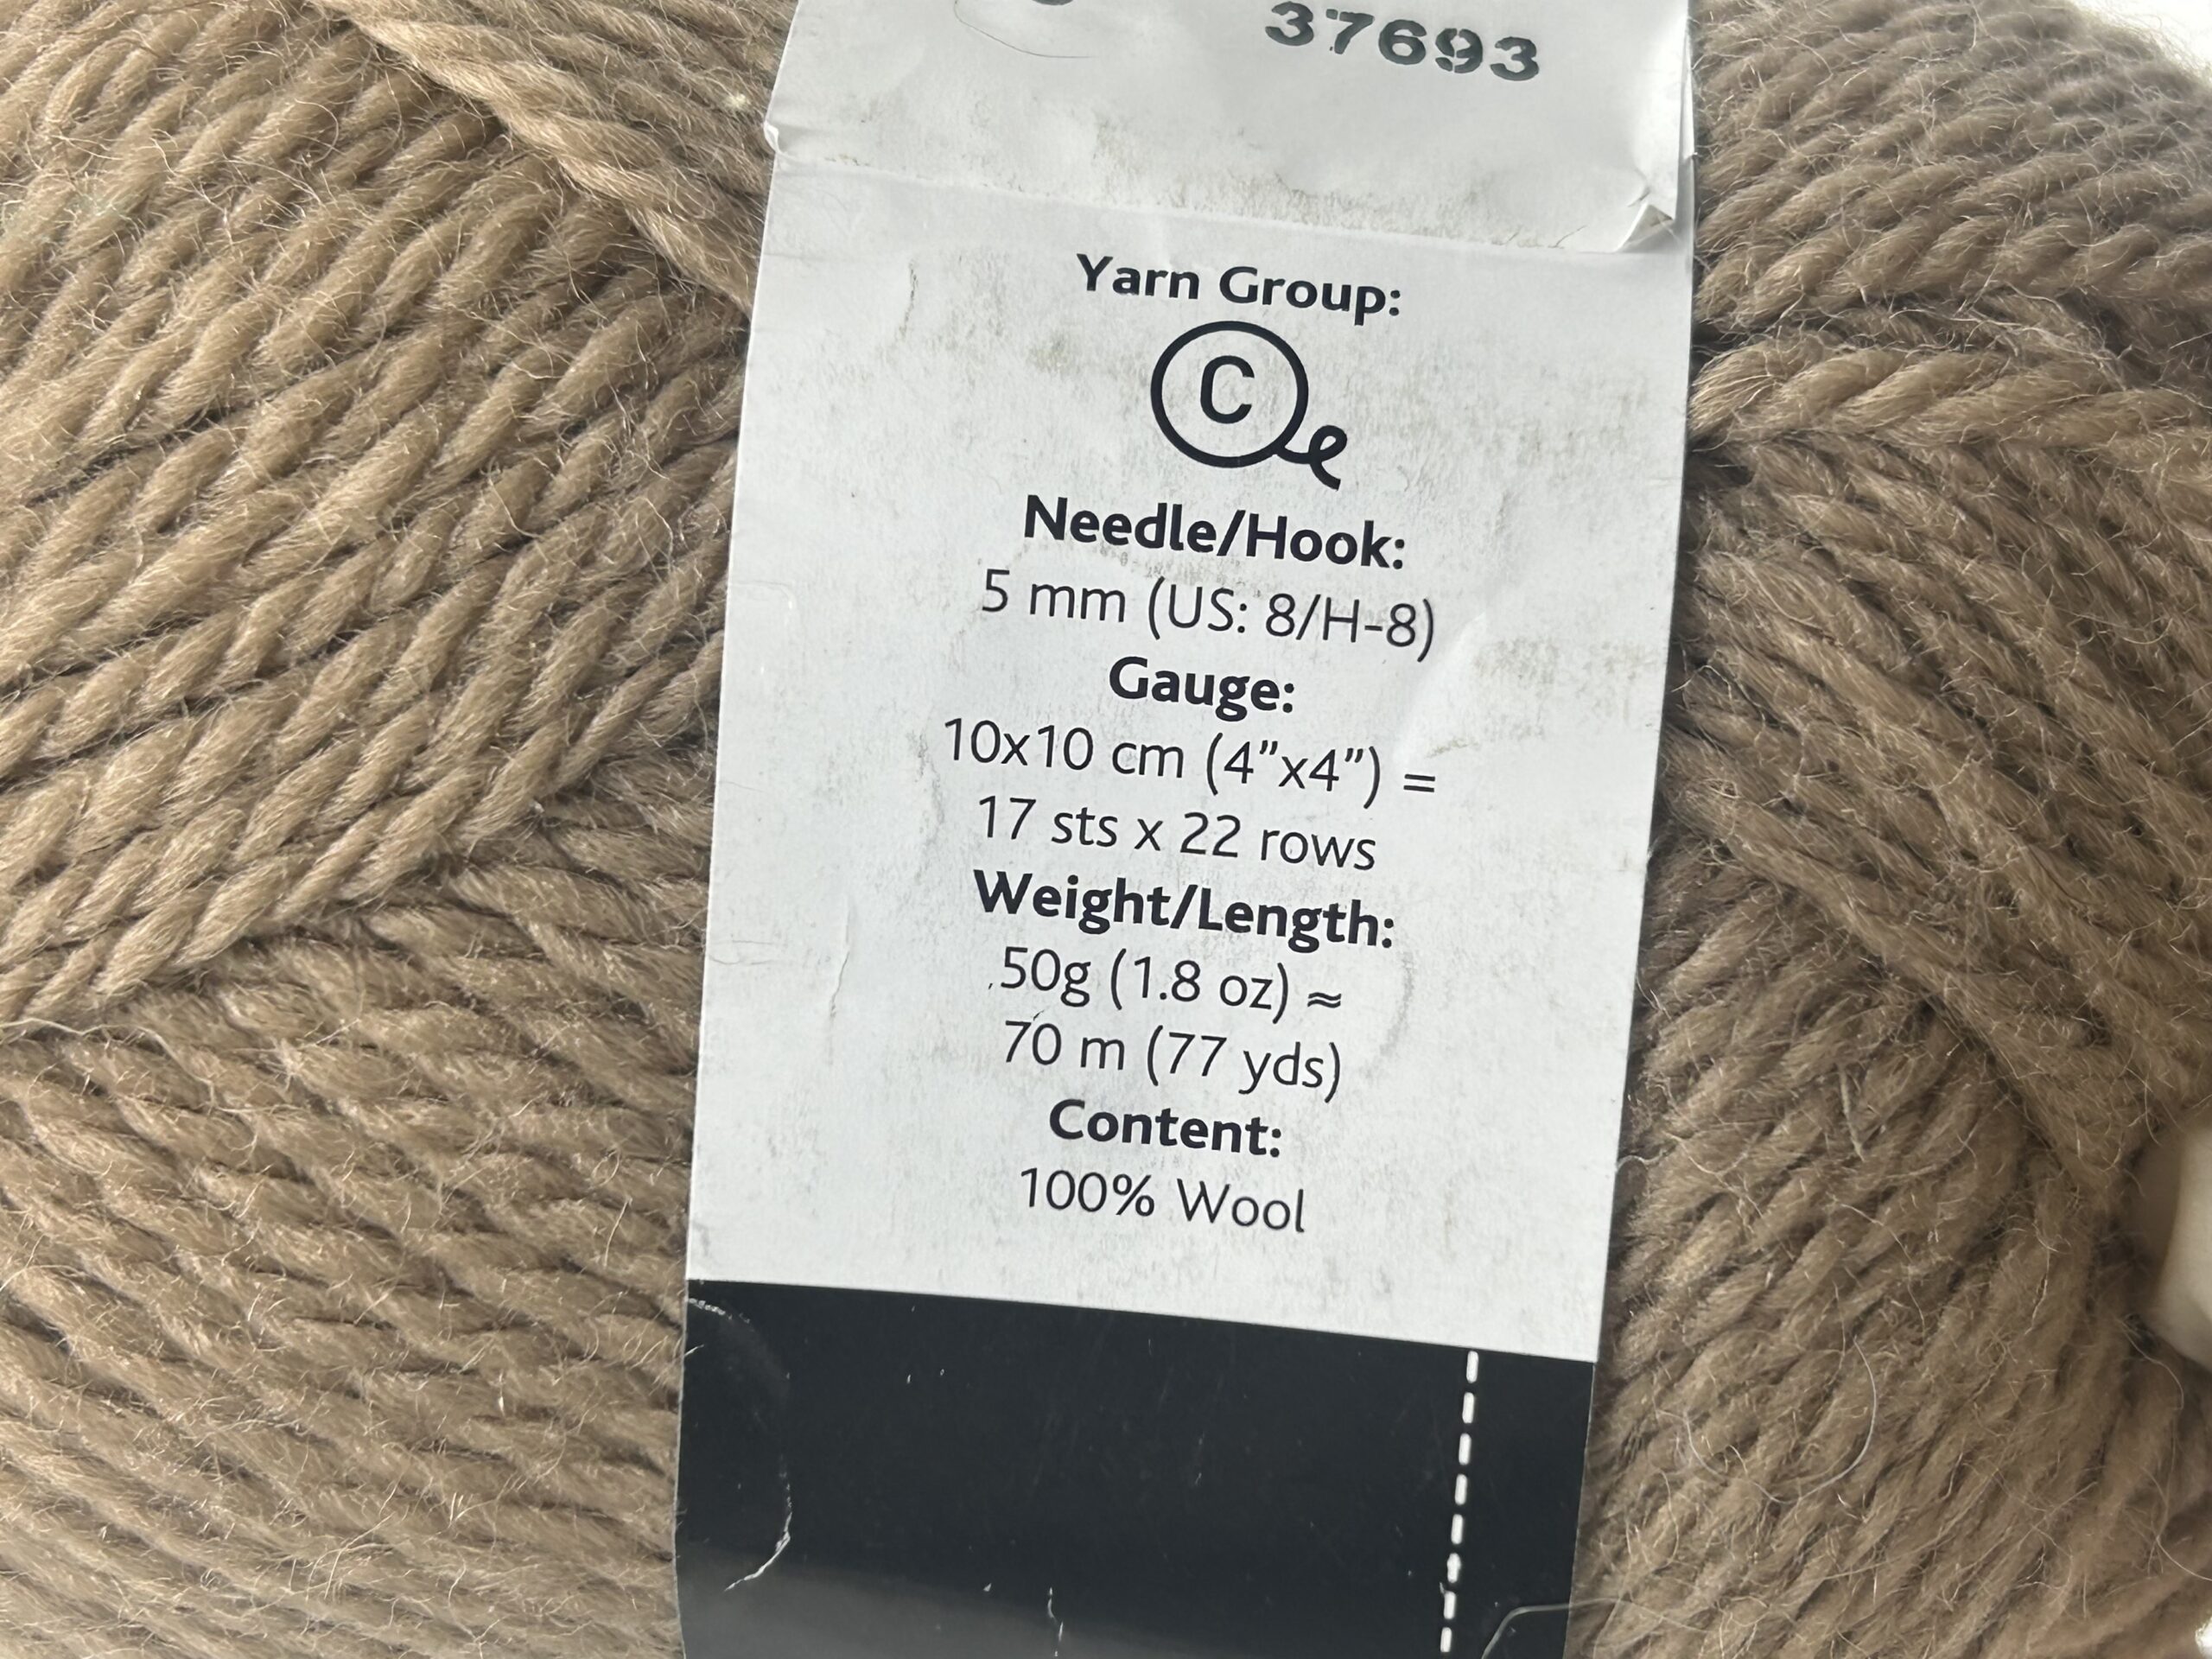 37693
Yarn Group:
C
Needle/Hook:
5 mm (US: 8/H-8)
Gauge:
10x10 cm (4”x4”) =
17 sts x 22 rows
Weight/Length:
50g (1.8 oz) ≈
70 m (77 yds)
Content:
100% Wool